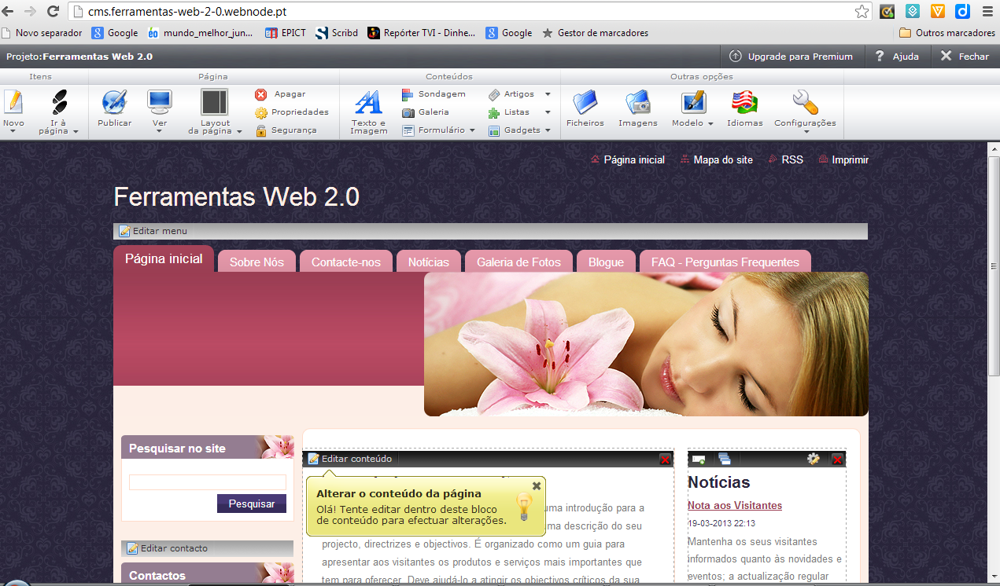 cms.ferramentas-web-2-0.webnode.pt
Novo separador Google mundo_melhor_jun... EPICT Scribd Repórter TVI - Dinhe... Google Gestor de marcadores Outros marcadores
Projeto:Ferramentas Web 2.0 Upgrade para Premium ? Ajuda Fechar
Itens Página Conteúdos Outras opções
Novo
Ir à
página
Publicar
Ver
Layout
da página
Apagar
Propriedades
Segurança
Texto e
Imagem
Sondagem
Galeria
Formulário
Artigos
Listas
Gadgets
Ficheiros
Imagens
Modelo
Idiomas
Configurações
Página inicial Mapa do site RSS Imprimir
Ferramentas Web 2.0
Editar menu
Página inicial Sobre Nós Contacte-nos Notícias Galeria de Fotos Blogue FAQ - Perguntas Frequentes
Pesquisar no site
Pesquisar
Editar contacto
Contactos
Editar conteúdo
Alterar o conteúdo da página
Olá! Tente editar dentro deste bloco
de conteúdo para efectuar alterações.
uma introdução para a
uma descrição do seu
projecto, directrizes e objectivos. É organizado como um guia para
apresentar aos visitantes os produtos e serviços mais importantes que
tem para oferecer. Deve ajudá-lo a atingir os objectivos críticos da sua
Notícias
Nota aos Visitantes
19-03-2013 22:13
Mantenha os seus visitantes
informados quanto às novidades e
eventos; a actualização regular